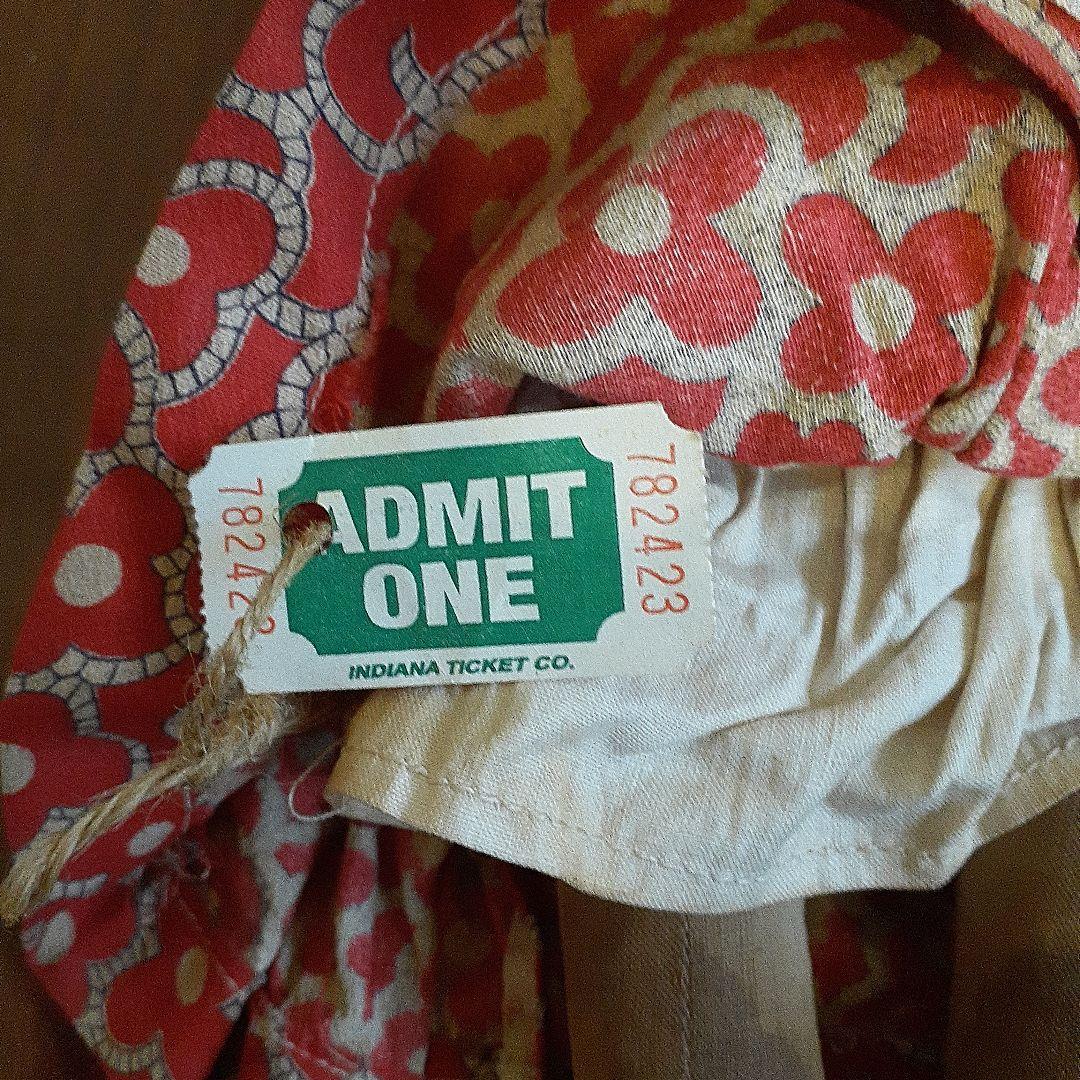 782423
ADMIT
ONE
782423
INDIANA TICKET CO.